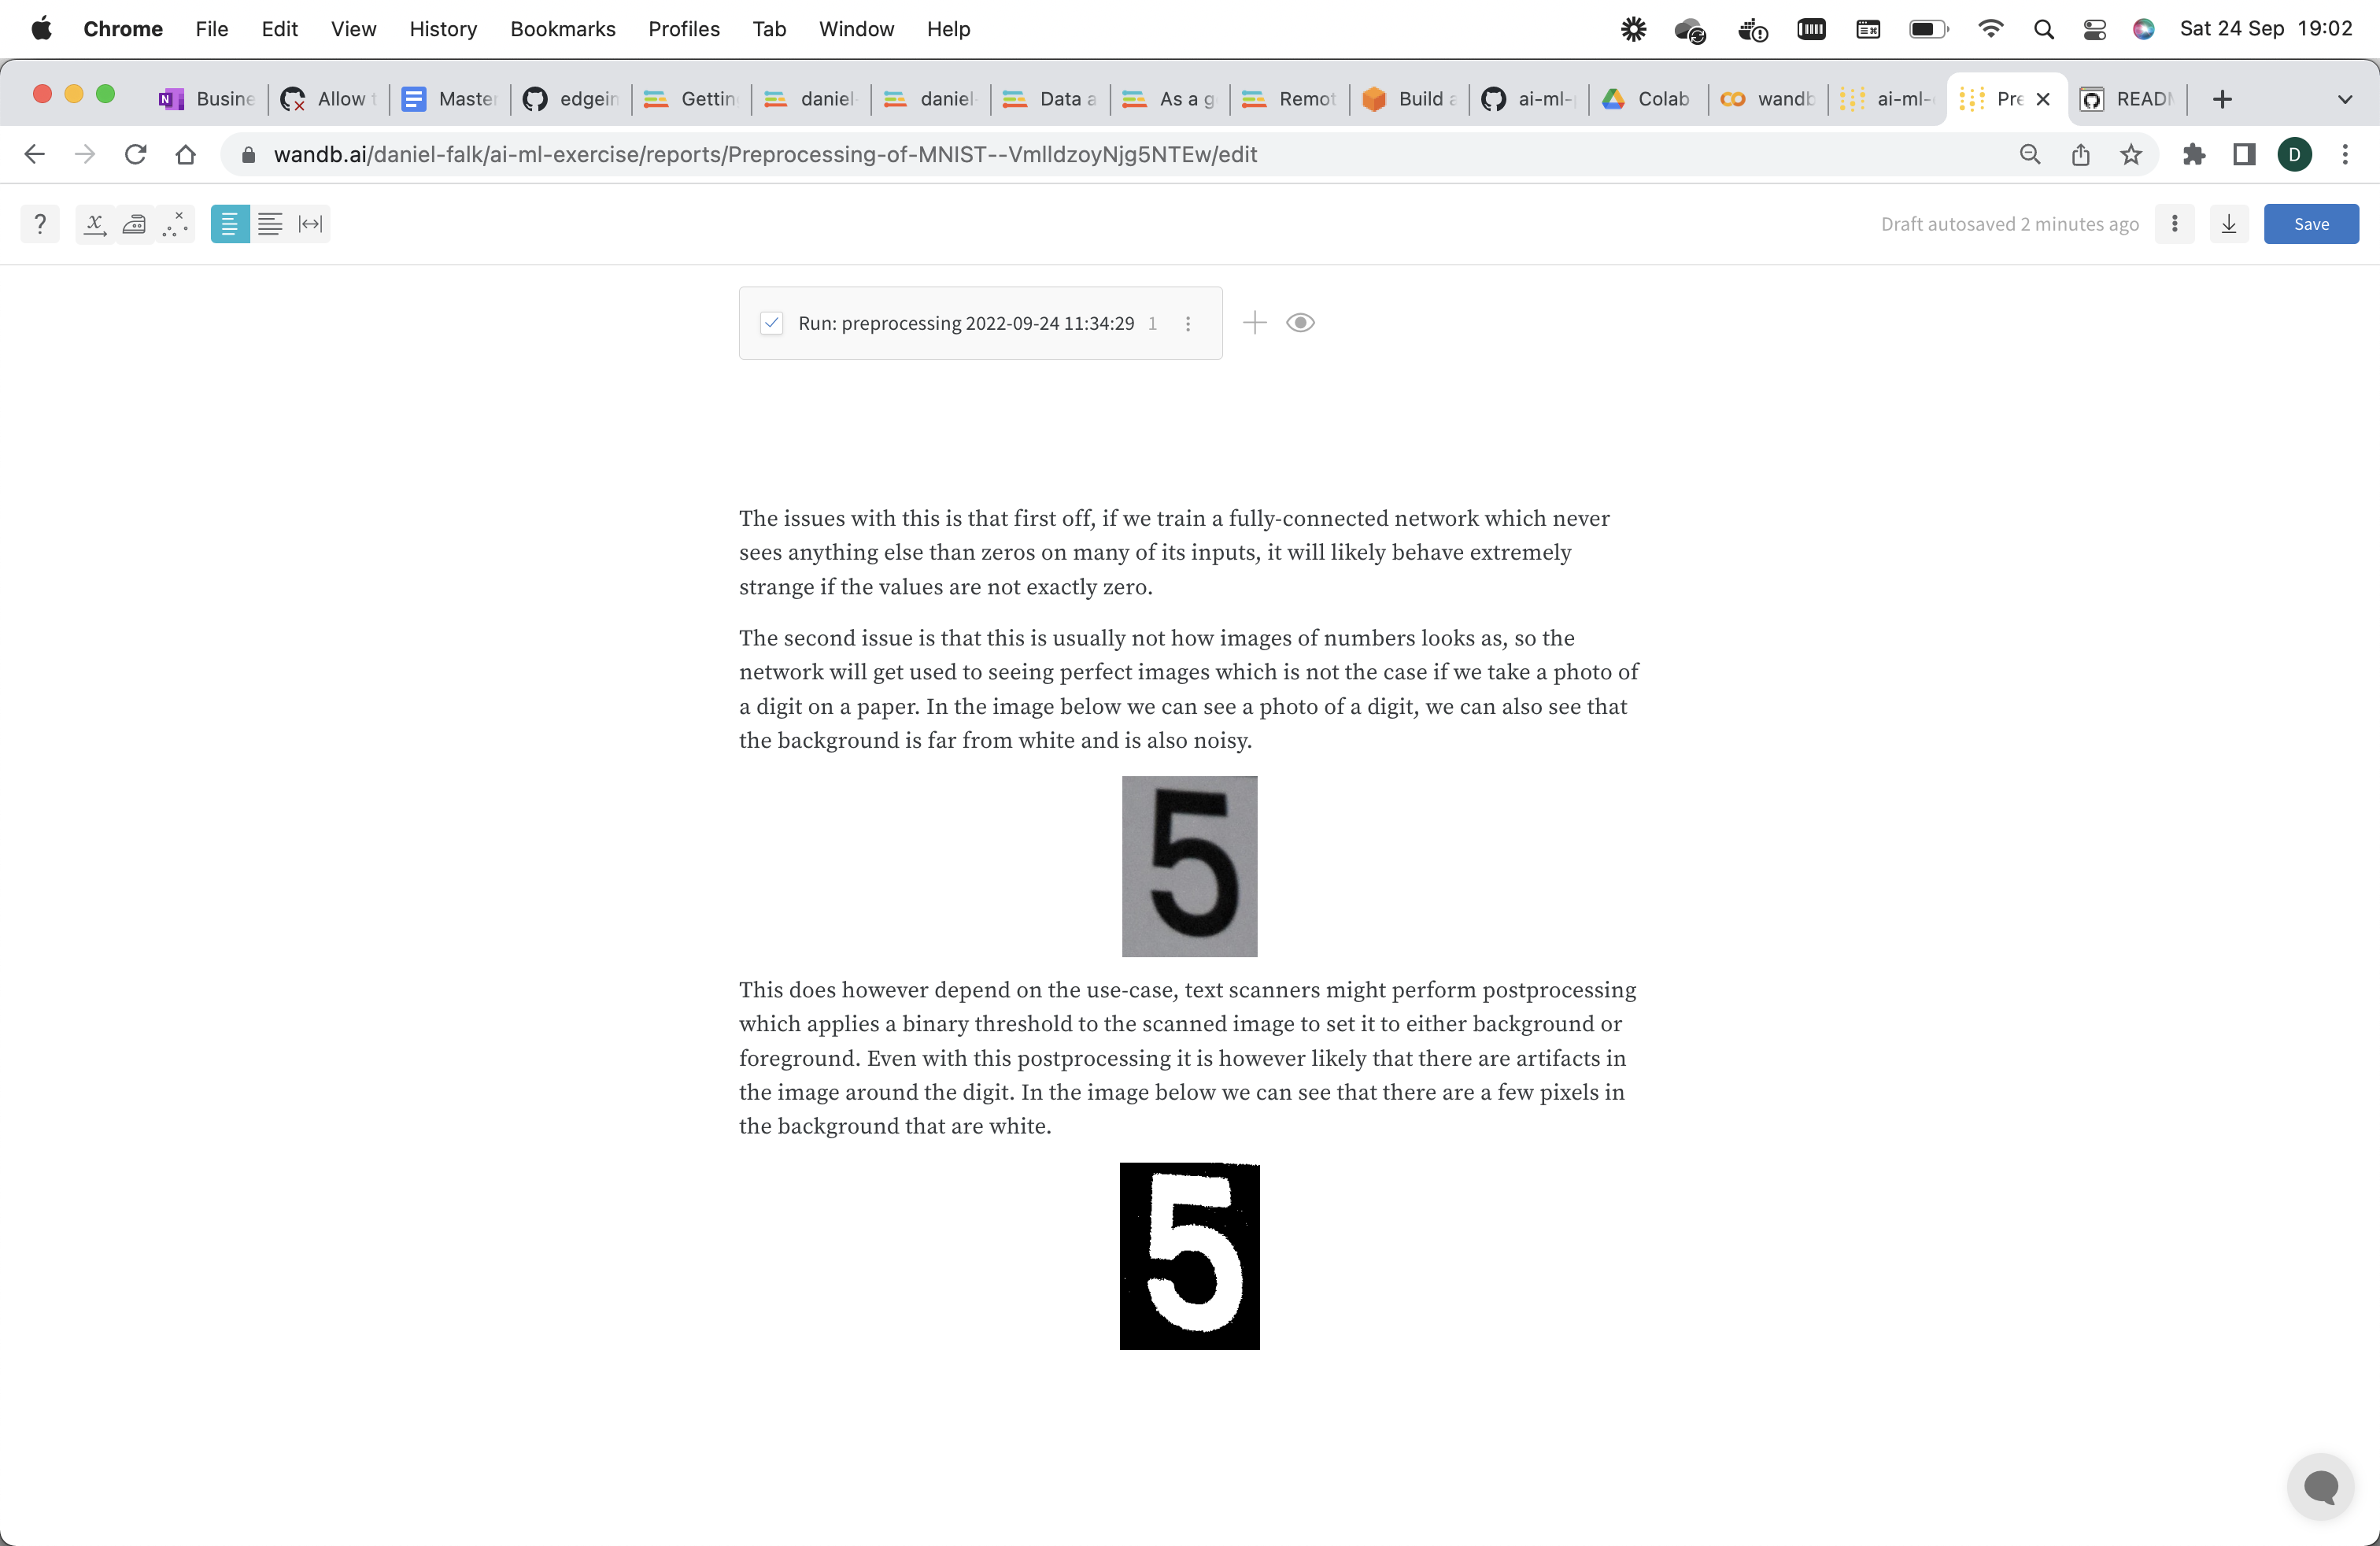 Chrome File Edit View History Bookmarks Profiles Tab Window Help Sat 24 Sep 19:02
Busine Allow Master edgein Gettin daniel- daniel- Data a As a g Remot Build a ai-ml- Colab wandb ai-ml- Pre READ
wandb.ai/daniel-falk/ai-ml-exercise/reports/Preprocessing-of-MNIST--VmlldzoyNjg5NTEw/edit D
? Draft autosaved 2 minutes ago Save
Run: preprocessing 2022-09-24 11:34:29 1
The issues with this is that first off, if we train a fully-connected network which never
sees anything else than zeros on many of its inputs, it will likely behave extremely
strange if the values are not exactly zero.
The second issue is that this is usually not how images of numbers looks as, so the
network will get used to seeing perfect images which is not the case if we take a photo of
a digit on a paper. In the image below we can see a photo of a digit, we can also see that
the background is far from white and is also noisy.
5
This does however depend on the use-case, text scanners might perform postprocessing
which applies a binary threshold to the scanned image to set it to either background or
foreground. Even with this postprocessing it is however likely that there are artifacts in
the image around the digit. In the image below we can see that there are a few pixels in
the background that are white.
5